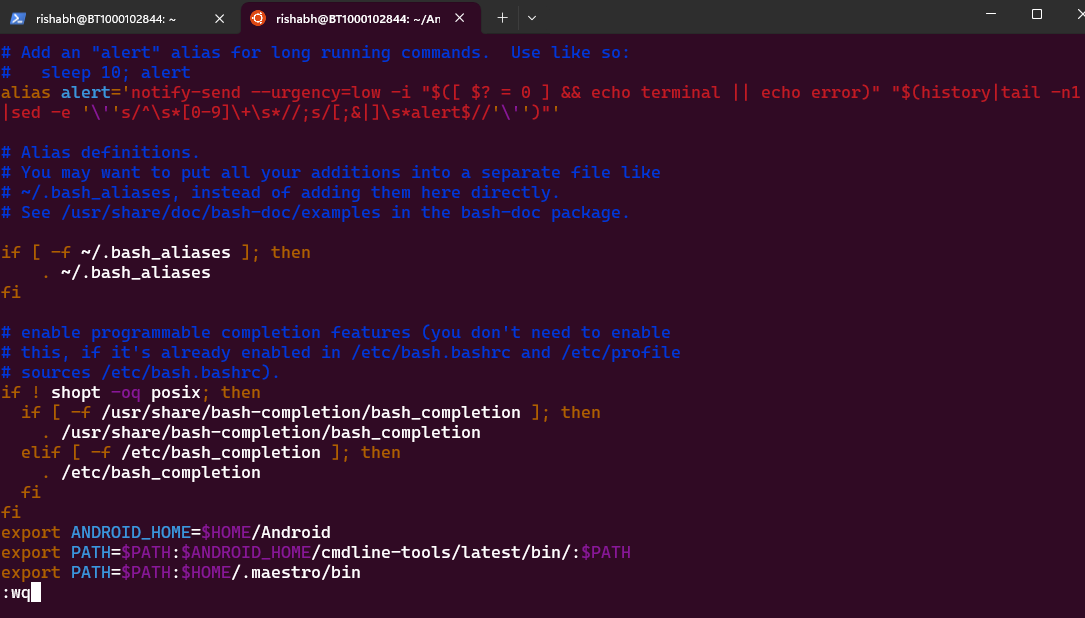 rishabh@BT1000102844: ~
rishabh@BT1000102844: ~/An
# Add an "alert" alias for long running commands.  Use like so:
#   sleep 10; alert
alias alert='notify-send --urgency=low -i "$([ $? = 0 ] && echo terminal || echo error)" "$(history|tail -n1
|sed -e '\''s/^\s*[0-9]\+\s*//;s/[;&|]\s*alert$//'\'')"'
# Alias definitions.
# You may want to put all your additions into a separate file like
# ~/.bash_aliases, instead of adding them here directly.
# See /usr/share/doc/bash-doc/examples in the bash-doc package.
if [ -f ~/.bash_aliases ]; then
    . ~/.bash_aliases
fi
# enable programmable completion features (you don't need to enable
# this, if it's already enabled in /etc/bash.bashrc and /etc/profile
# sources /etc/bash.bashrc).
if ! shopt -oq posix; then
  if [ -f /usr/share/bash-completion/bash_completion ]; then
    . /usr/share/bash-completion/bash_completion
  elif [ -f /etc/bash_completion ]; then
    . /etc/bash_completion
  fi
fi
export ANDROID_HOME=$HOME/Android
export PATH=$PATH:$ANDROID_HOME/cmdline-tools/latest/bin/:$PATH
export PATH=$PATH:$HOME/.maestro/bin
:wq